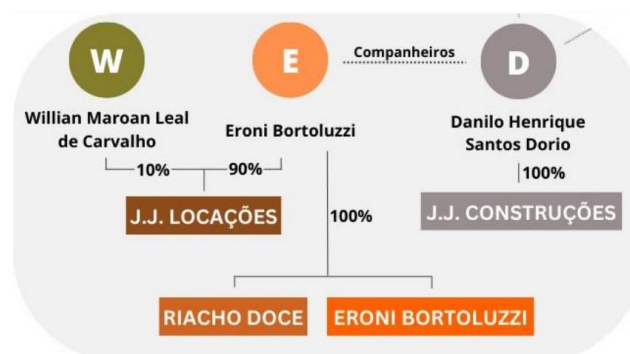 W
E
Companheiros
D
Willian Maroan Leal
de Carvalho
Eroni Bortoluzzi
Danilo Henrique
Santos Dorio
10%
90%
100%
J.J. LOCAÇÕES
100%
J.J. CONSTRUÇÕES
RIACHO DOCE
ERONI BORTOLUZZI